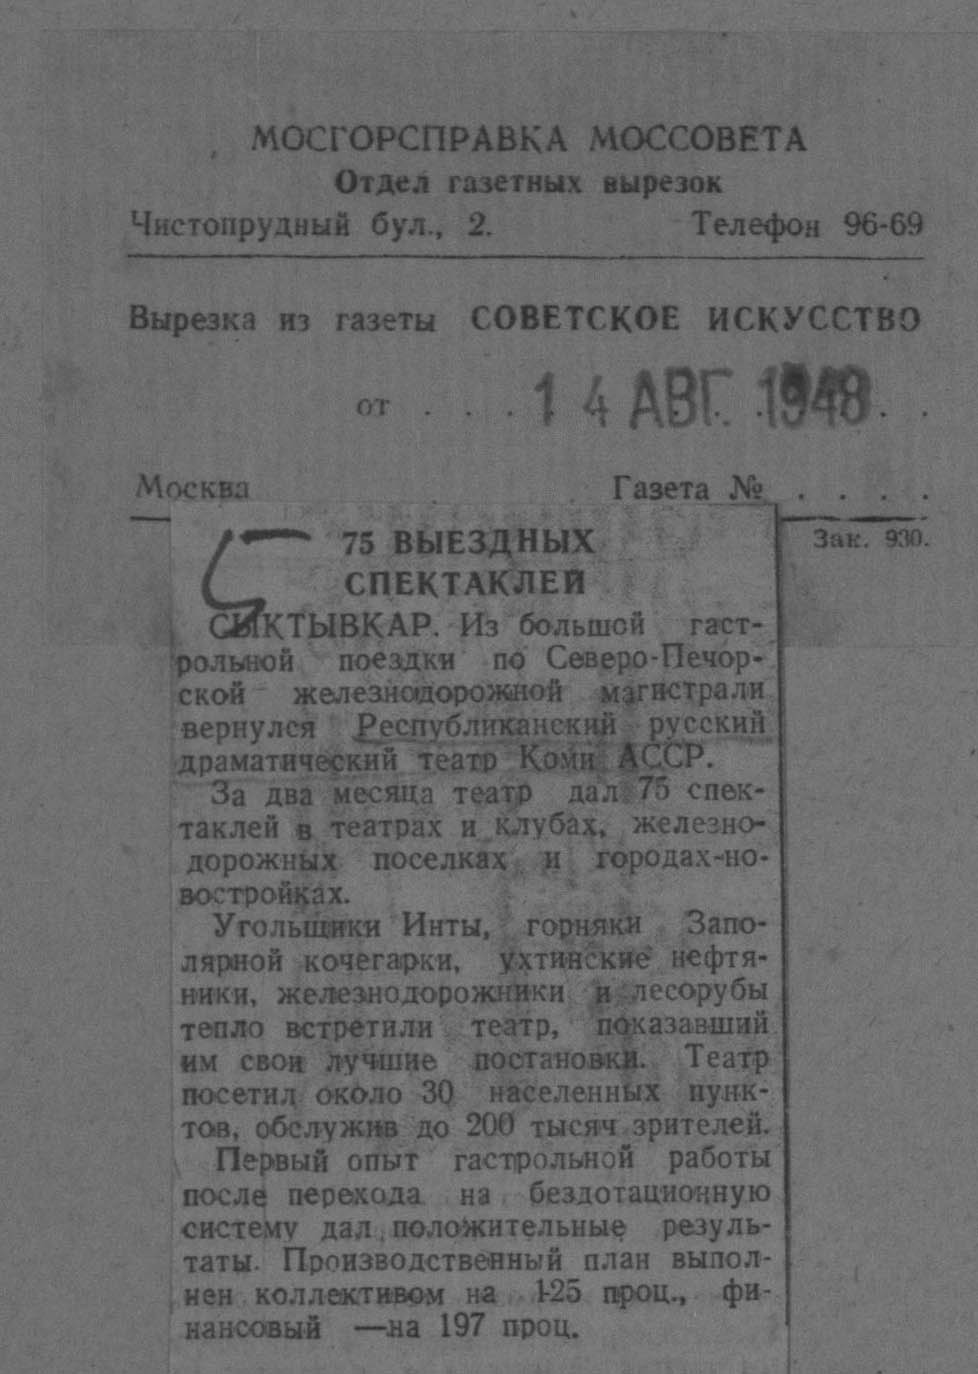 МОСГОРСПРАВКА МОССОВЕТА
Отдел газетных вырезок
Чистопрудный бул., 2. Телефон 96-69
Вырезка из газеты СОВЕТСКОЕ ИСКУССТВО
от . . . 14 АВГ. 1948 . .
Москва Газета № . . . .
Зак. 930.
75 ВЫЕЗДНЫХ
СПЕКТАКЛЕЙ
СЫКТЫВКАР. Из большой гаст-
рольной поездки по Северо-Печор-
ской железнодорожной магистрали
вернулся Республиканский русский
драматический театр Коми АССР.
За два месяца театр дал 75 спек-
таклей в театрах и клубах, железно-
дорожных поселках и городах-но-
востройках.
Угольщики Инты, горняки Запо-
лярной кочегарки, ухтинские нефтя-
ники, железнодорожники и лесорубы
тепло встретили театр, показавший
им свои лучшие постановки. Театр
посетил около 30 населенных пунк-
тов, обслужив до 200 тысяч зрителей.
Первый опыт гастрольной работы
после перехода на бездотационную
систему дал положительные резуль-
таты. Производственный план выпол-
нен коллективом на 125 проц., фи-
нансовый —на 197 проц.